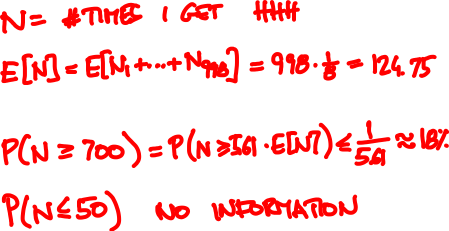 N = #TIMES I GET HHH
E[N] = E[N₁+...+N₉₉₈] = 998·⅛ = 124.75
P(N ≥ 700) = P(N ≥ 5.61·E[N]) ≤ 1/5.61 ≈ 18%
P(N ≤ 50) NO INFORMATION